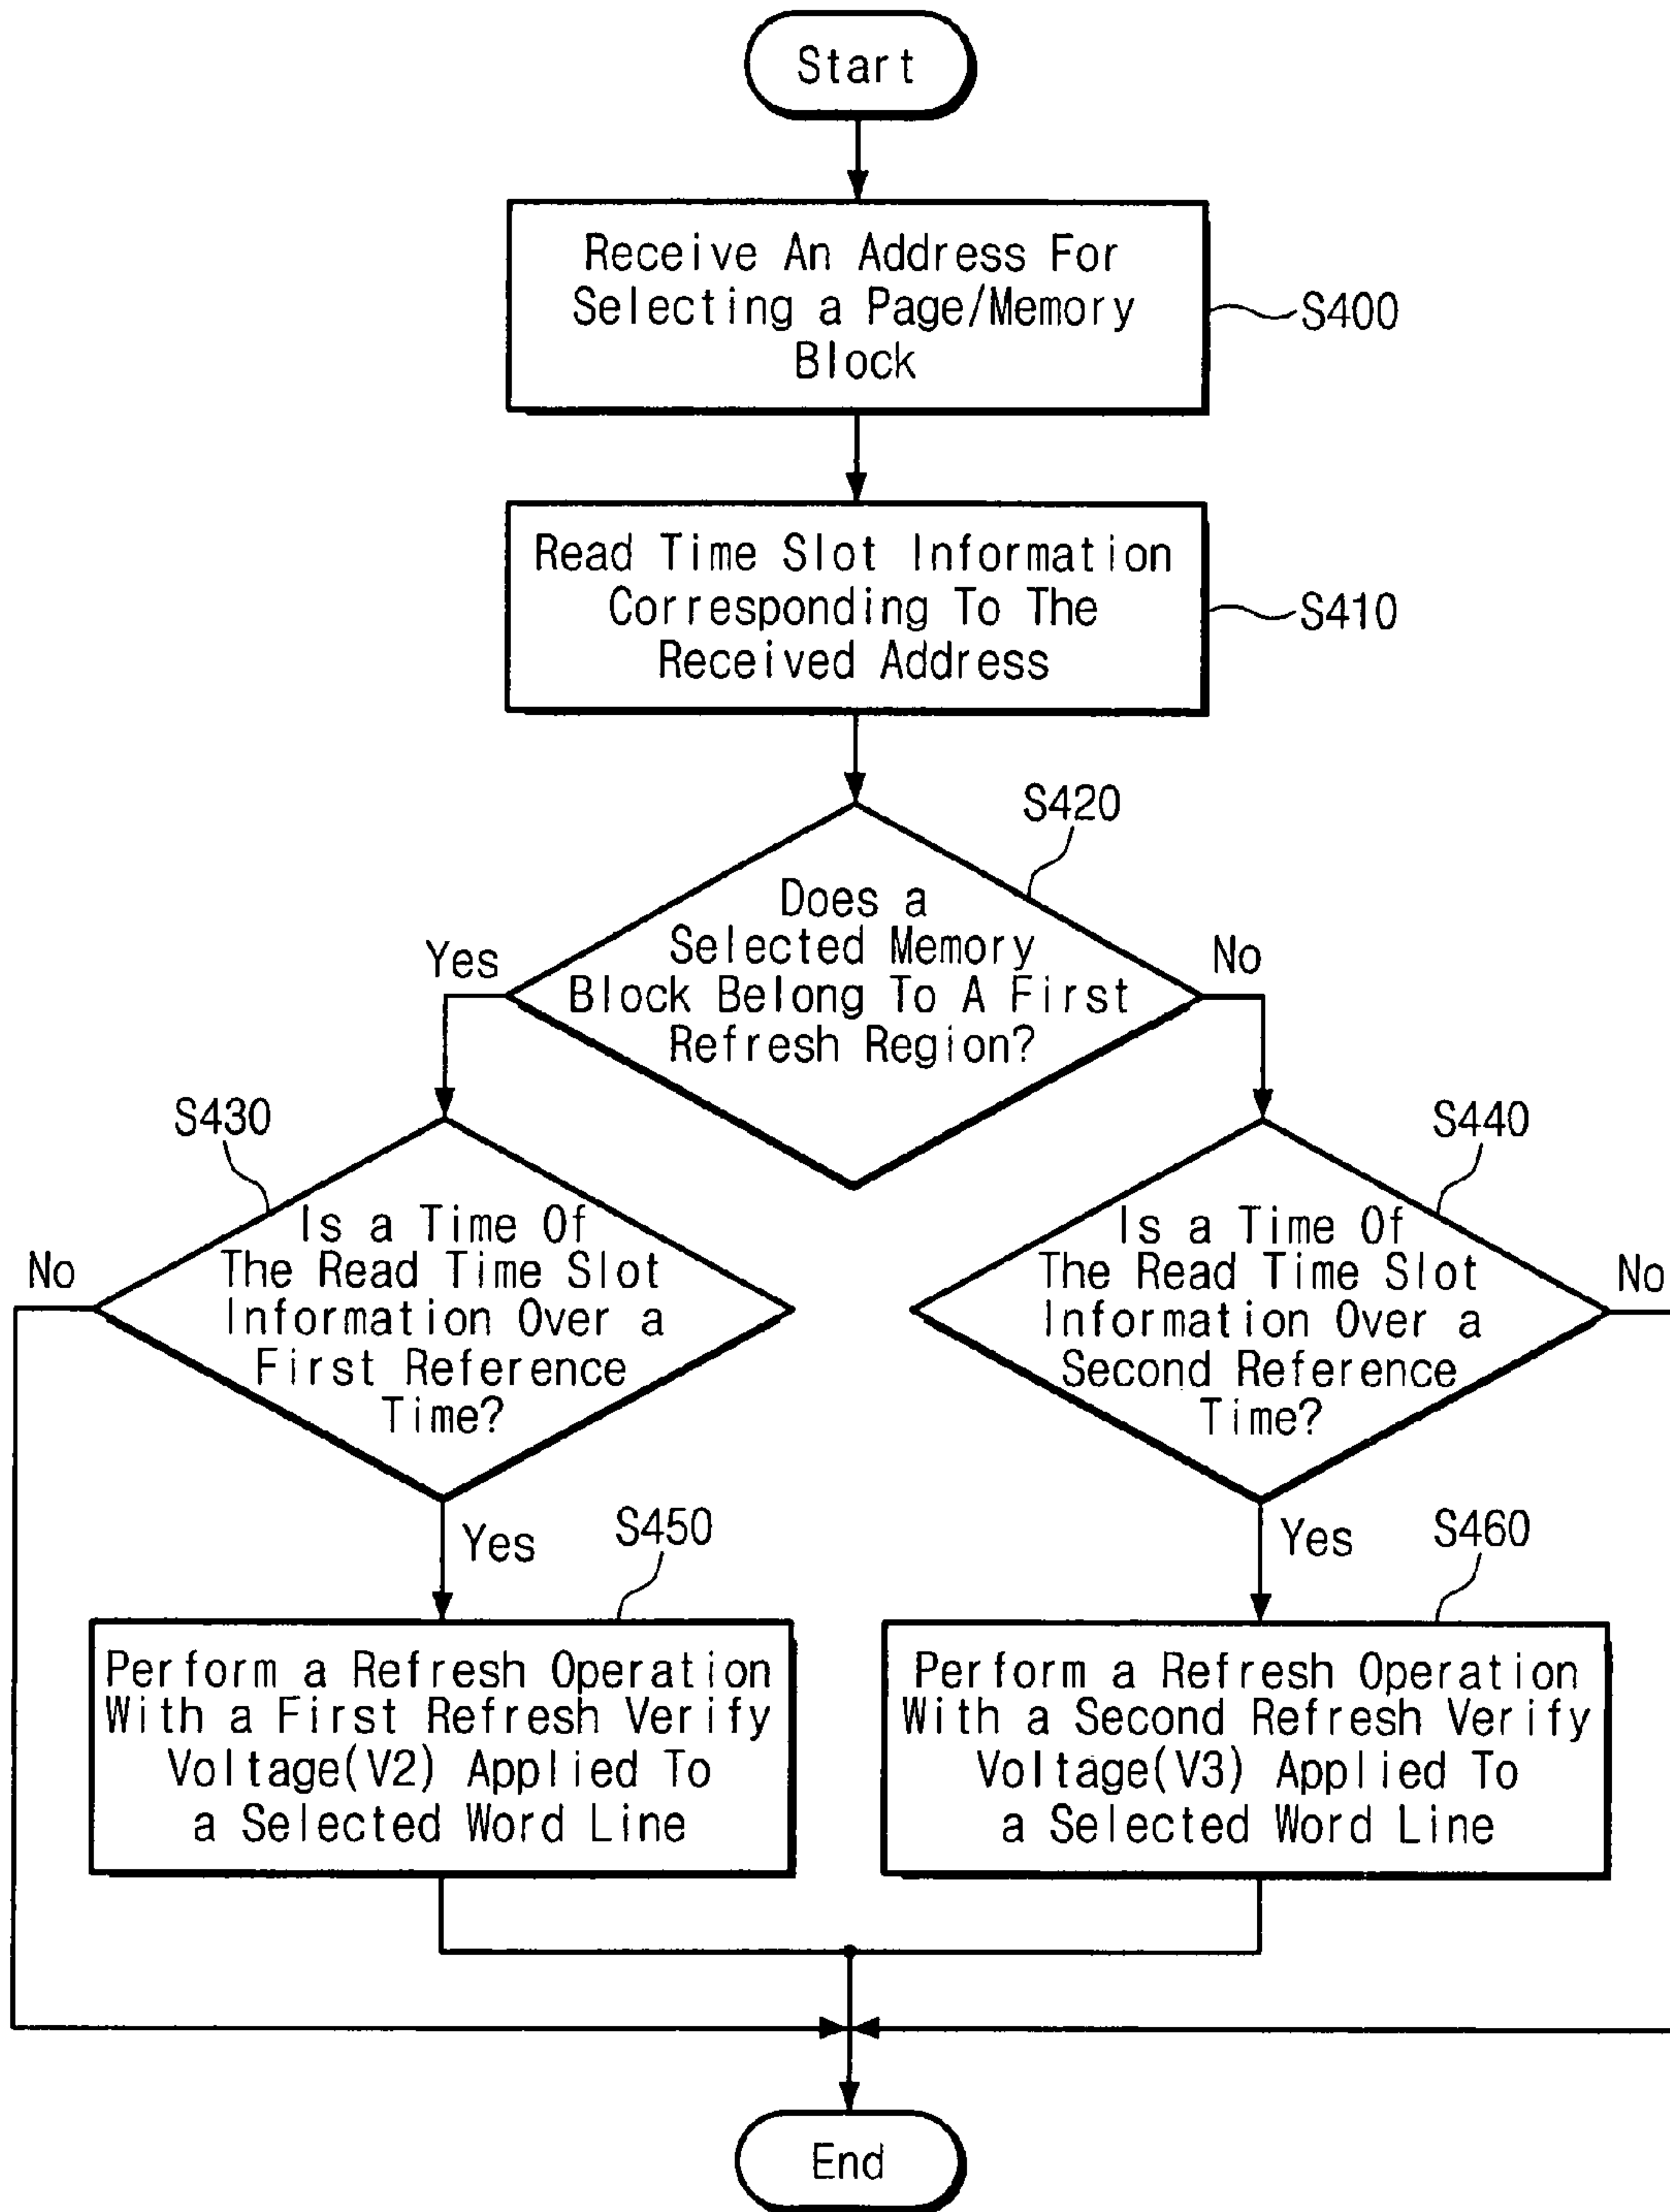 Start
Receive An Address For
Selecting a Page/Memory
Block
S400
Read Time Slot Information
Corresponding To The
Received Address
S410
S420
Does a
Selected Memory
Block Belong To A First
Refresh Region?
Yes
No
S430
Is a Time Of
The Read Time Slot
Information Over a
First Reference
Time?
No
Yes
S440
Is a Time Of
The Read Time Slot
Information Over a
Second Reference
Time?
No
Yes
S450
Perform a Refresh Operation
With a First Refresh Verify
Voltage(V2) Applied To
a Selected Word Line
S460
Perform a Refresh Operation
With a Second Refresh Verify
Voltage(V3) Applied To
a Selected Word Line
End